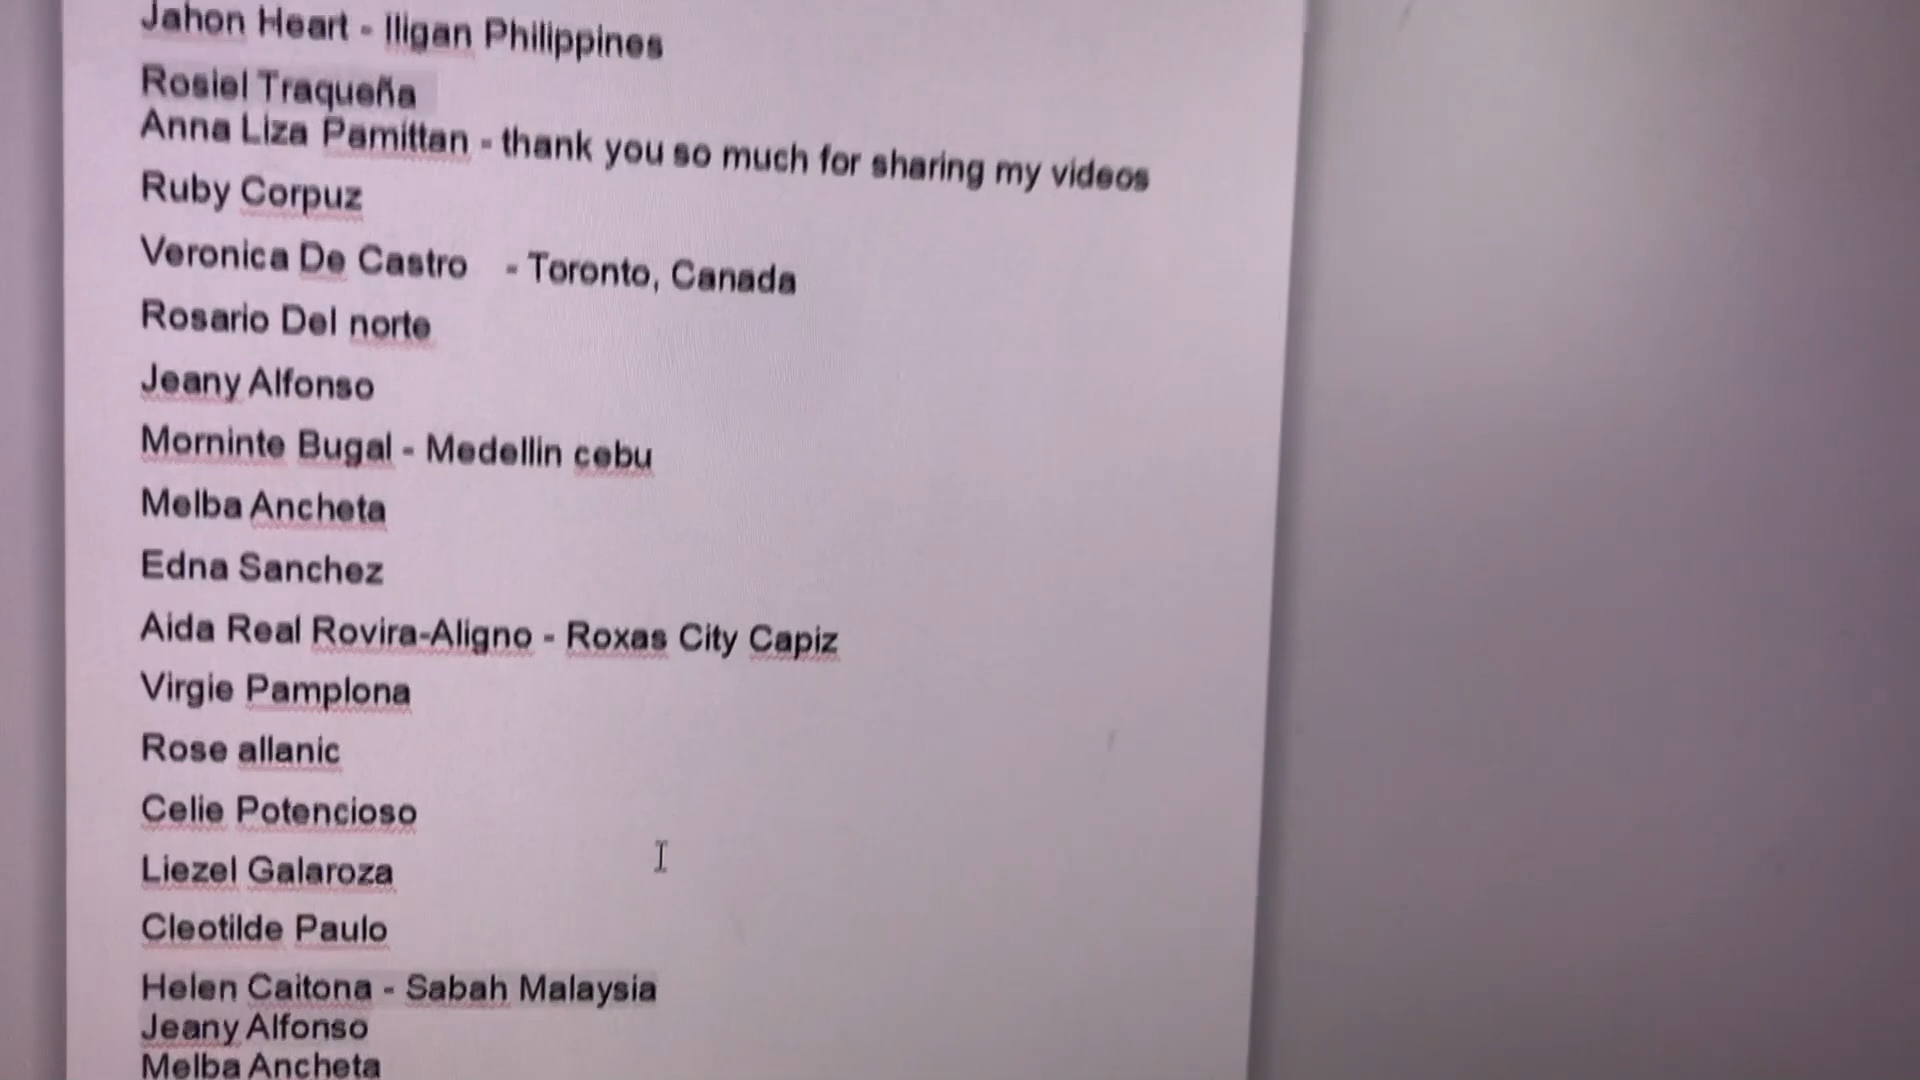 Jahon Heart - Iligan Philippines
Rosiel Traqueña
Anna Liza Pamittan - thank you so much for sharing my videos
Ruby Corpuz
Veronica De Castro - Toronto, Canada
Rosario Del norte
Jeany Alfonso
Morninte Bugal - Medellin cebu
Melba Ancheta
Edna Sanchez
Aida Real Rovira-Aligno - Roxas City Capiz
Virgie Pamplona
Rose allanic
Celie Potencioso
Liezel Galaroza
Cleotilde Paulo
Helen Caitona - Sabah Malaysia
Jeany Alfonso
Melba Ancheta